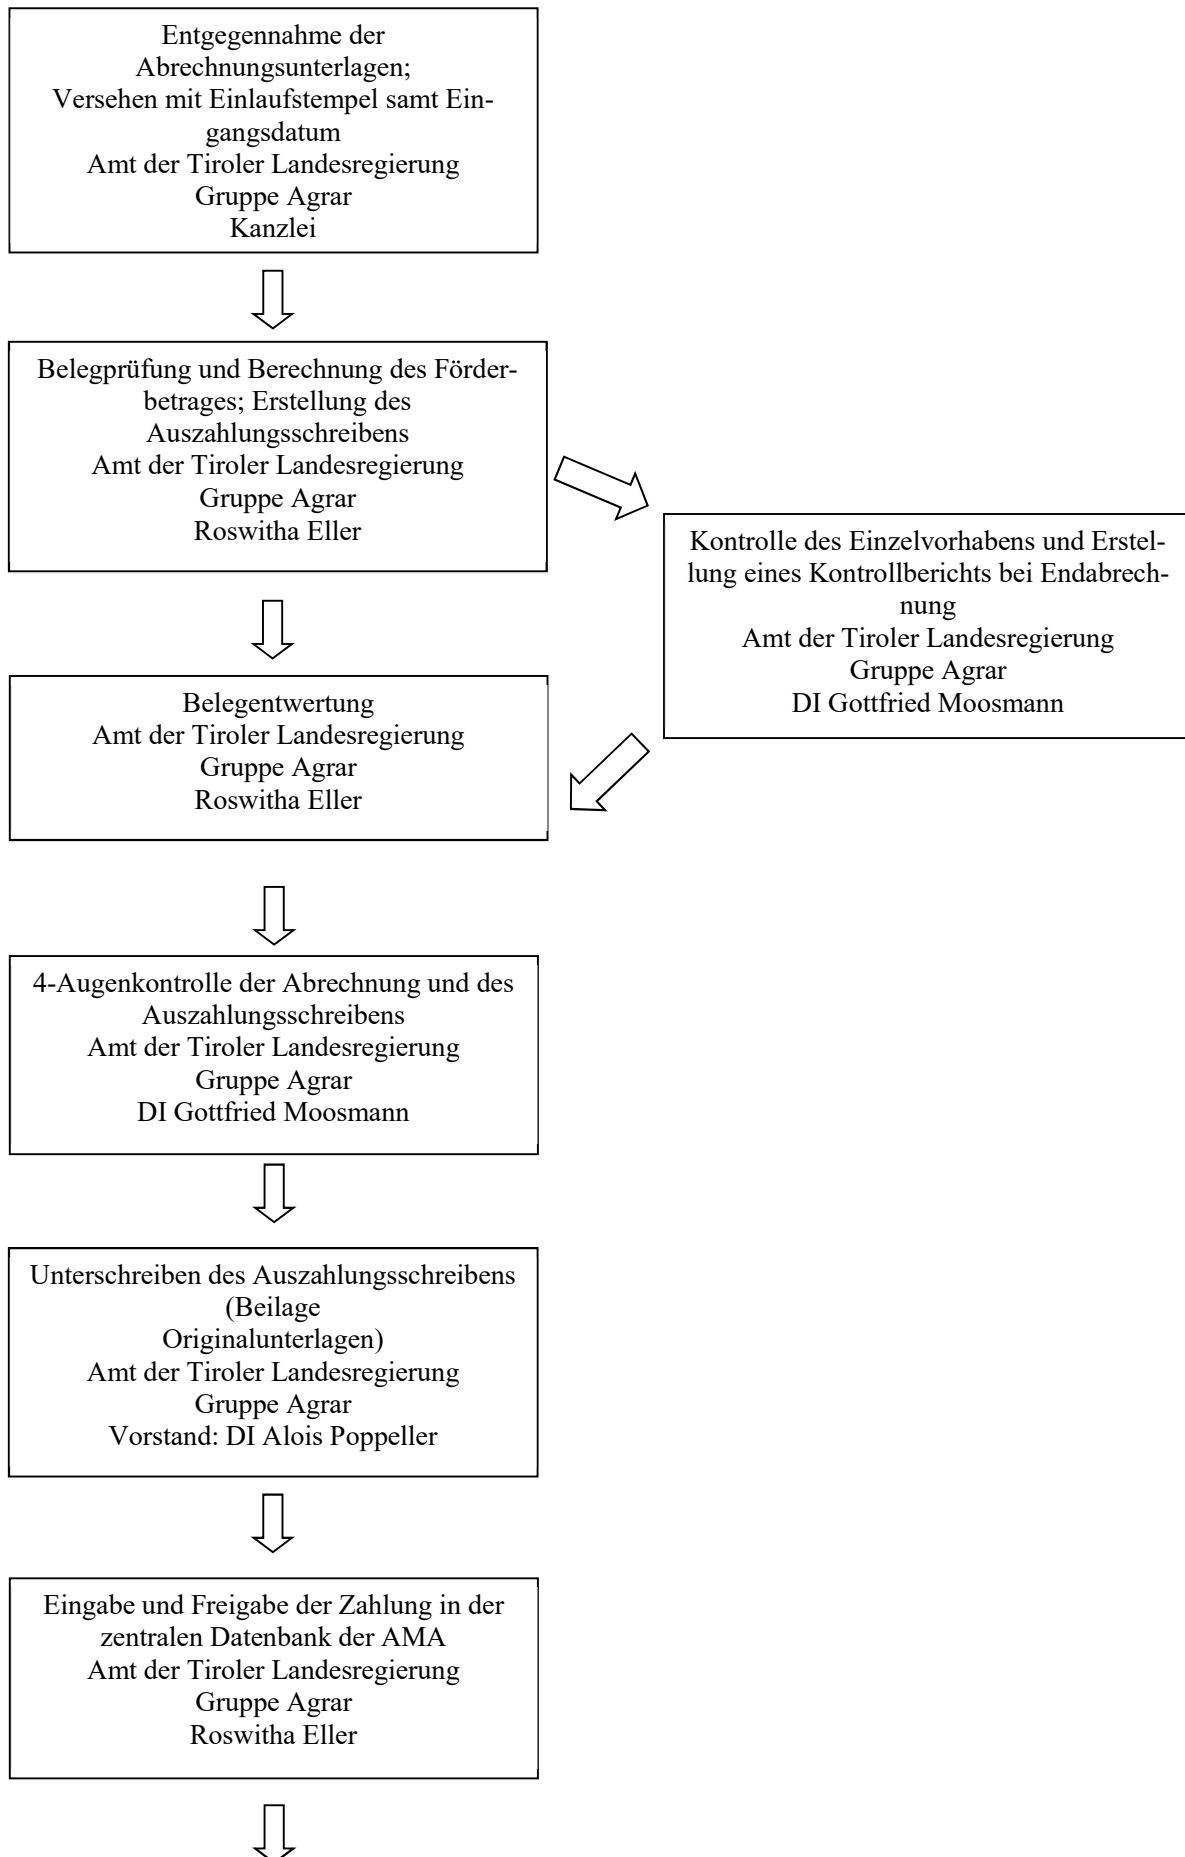 Entgegennahme der
Abrechnungsunterlagen;
Versehen mit Einlaufstempel samt Ein-
gangsdatum
Amt der Tiroler Landesregierung
Gruppe Agrar
Kanzlei
Belegprüfung und Berechnung des Förder-
betrages; Erstellung des
Auszahlungsschreibens
Amt der Tiroler Landesregierung
Gruppe Agrar
Roswitha Eller
Kontrolle des Einzelvorhabens und Erstel-
lung eines Kontrollberichts bei Endabrech-
nung
Amt der Tiroler Landesregierung
Gruppe Agrar
DI Gottfried Moosmann
Belegentwertung
Amt der Tiroler Landesregierung
Gruppe Agrar
Roswitha Eller
4-Augenkontrolle der Abrechnung und des
Auszahlungsschreibens
Amt der Tiroler Landesregierung
Gruppe Agrar
DI Gottfried Moosmann
Unterschreiben des Auszahlungsschreibens
(Beilage
Originalunterlagen)
Amt der Tiroler Landesregierung
Gruppe Agrar
Vorstand: DI Alois Poppeller
Eingabe und Freigabe der Zahlung in der
zentralen Datenbank der AMA
Amt der Tiroler Landesregierung
Gruppe Agrar
Roswitha Eller